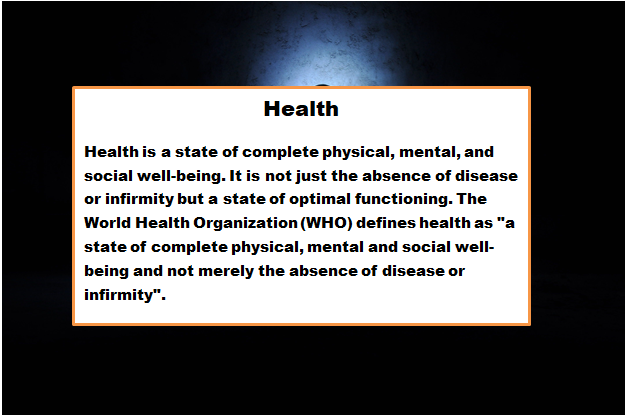 Health
Health is a state of complete physical, mental, and
social well-being. It is not just the absence of disease
or infirmity but a state of optimal functioning. The
World Health Organization (WHO) defines health as "a
state of complete physical, mental and social well-
being and not merely the absence of disease or
infirmity".